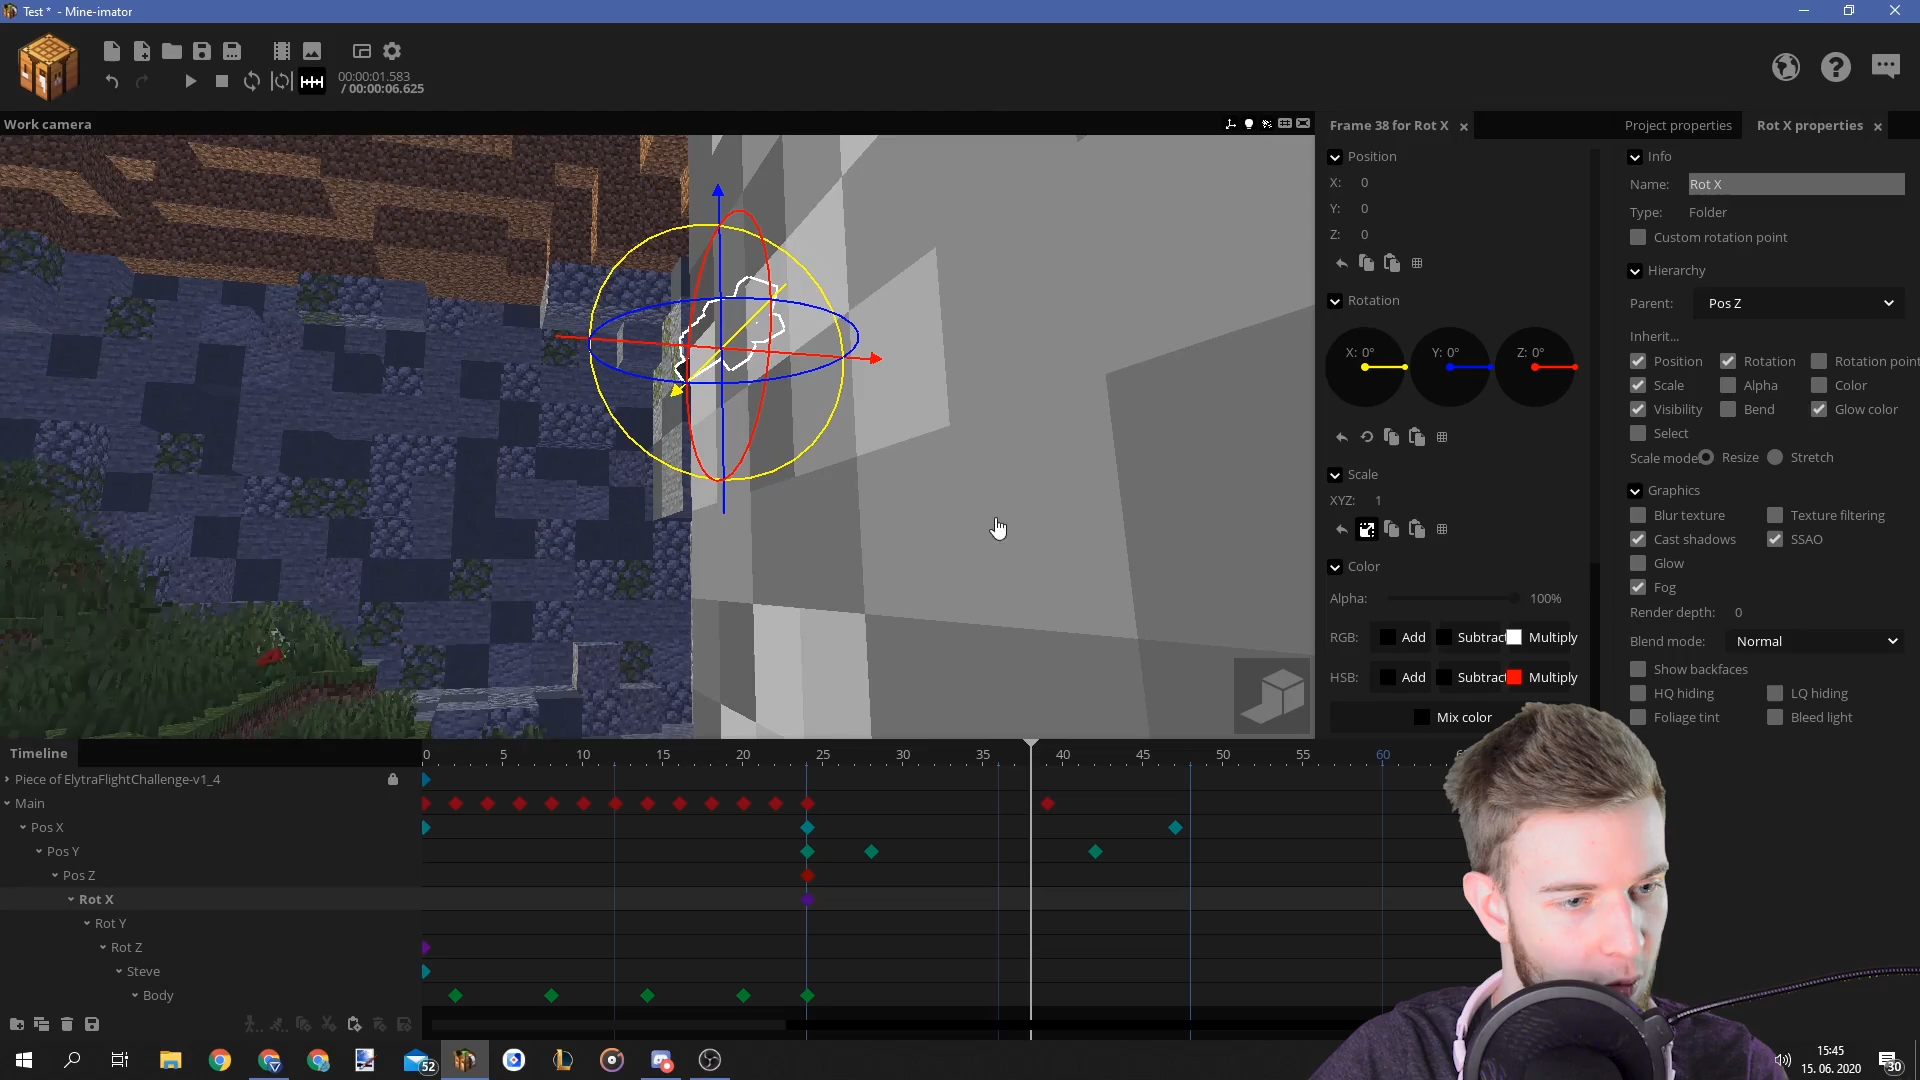 Test * - Mine-imator
00:00:01.583
/ 00:00:06.625
Work camera
Frame 38 for Rot X
Project properties
Rot X properties
Position
X: 0
Y: 0
Z: 0
Rotation
X: 0° Y: 0° Z: 0°
Scale
XYZ: 1
Color
Alpha: 100%
RGB: Add Subtract Multiply
HSB: Add Subtract Multiply
Mix color
Info
Name: Rot X
Type: Folder
Custom rotation point
Hierarchy
Parent: Pos Z
Inherit...
Position Rotation Rotation point
Scale Alpha Color
Visibility Bend Glow color
Select
Scale mode Resize Stretch
Graphics
Blur texture Texture filtering
Cast shadows SSAO
Glow
Fog
Render depth: 0
Blend mode: Normal
Show backfaces
HQ hiding LQ hiding
Foliage tint Bleed light
Timeline
0 5 10 15 20 25 30 35 40 45 50 55 60
Piece of ElytraFlightChallenge-v1_4
Main
Pos X
Pos Y
Pos Z
Rot X
Rot Y
Rot Z
Steve
Body
52
15:45
15. 06. 2020
30